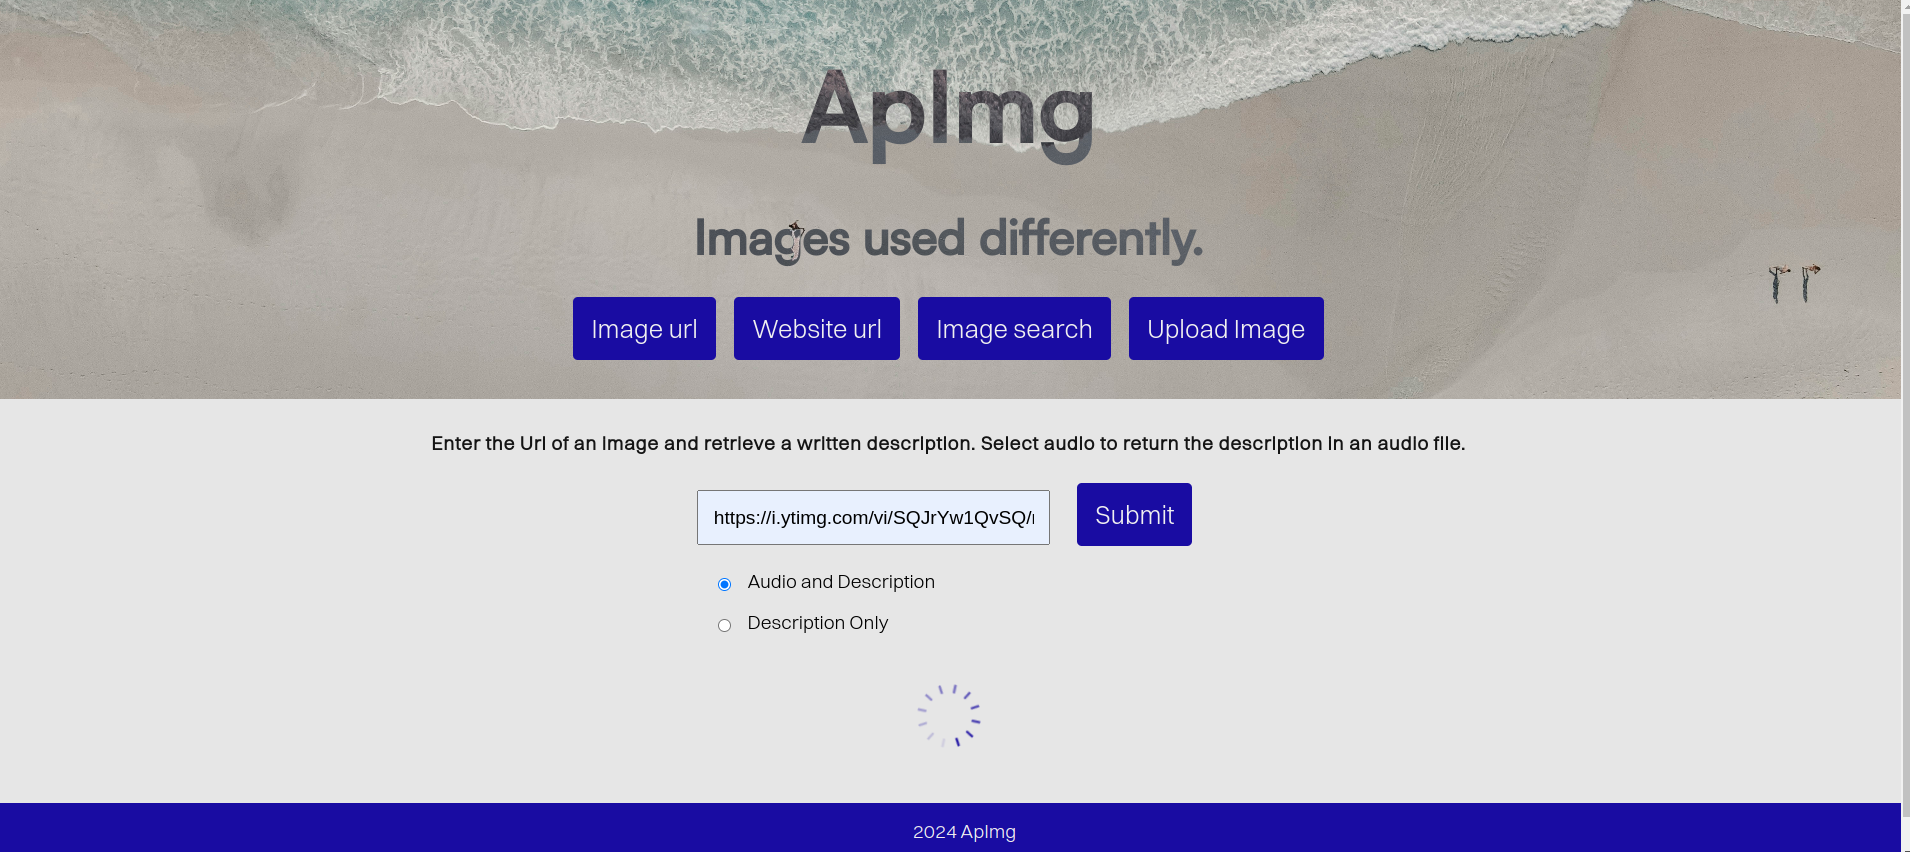 ApImg
Images used differently.
Image url
Website url
Image search
Upload Image
Enter the Url of an Image and retrieve a written description. Select audio to return the description in an audio file.
https://i.ytimg.com/vi/SQJrYw1QvSQ/
Submit
Audio and Description
Description Only
2024 ApImg